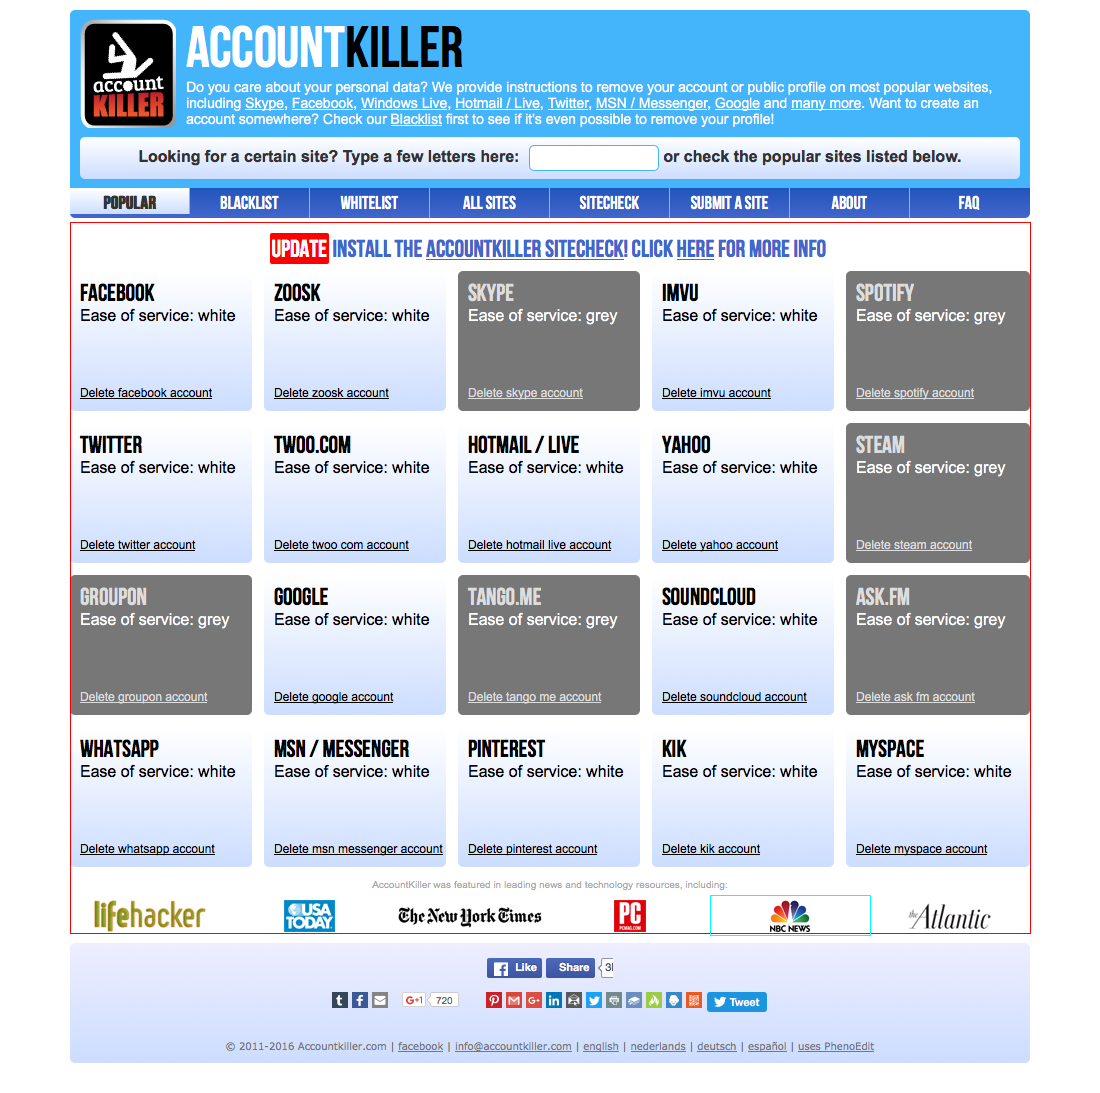 account
KILLER
ACCOUNTKILLER
Do you care about your personal data? We provide instructions to remove your account or public profile on most popular websites,
including Skype, Facebook, Windows Live, Hotmail / Live, Twitter, MSN / Messenger, Google and many more. Want to create an
account somewhere? Check our Blacklist first to see if it's even possible to remove your profile!
Looking for a certain site? Type a few letters here: or check the popular sites listed below.
POPULAR BLACKLIST WHITELIST ALL SITES SITECHECK SUBMIT A SITE ABOUT FAQ
UPDATE INSTALL THE ACCOUNTKILLER SITECHECK! CLICK HERE FOR MORE INFO
FACEBOOK ZOOSK SKYPE IMVU SPOTIFY
Ease of service: white Ease of service: white Ease of service: grey Ease of service: white Ease of service: grey
Delete facebook account Delete zoosk account Delete skype account Delete imvu account Delete spotify account
TWITTER TWOO.COM HOTMAIL / LIVE YAHOO STEAM
Ease of service: white Ease of service: white Ease of service: white Ease of service: white Ease of service: grey
Delete twitter account Delete twoo com account Delete hotmail live account Delete yahoo account Delete steam account
GROUPON GOOGLE TANGO.ME SOUNDCLOUD ASK.FM
Ease of service: grey Ease of service: white Ease of service: grey Ease of service: white Ease of service: grey
Delete groupon account Delete google account Delete tango me account Delete soundcloud account Delete ask fm account
WHATSAPP MSN / MESSENGER PINTEREST KIK MYSPACE
Ease of service: white Ease of service: white Ease of service: white Ease of service: white Ease of service: white
Delete whatsapp account Delete msn messenger account Delete pinterest account Delete kik account Delete myspace account
AccountKiller was featured in leading news and technology resources, including:
lifehacker USA TODAY. The New York Times PC PCMAG.COM NBC NEWS the Atlantic
Like Share
G+1 720 Tweet
© 2011-2016 Accountkiller.com | facebook | info@accountkiller.com | english | nederlands | deutsch | español | uses PhenoEdit